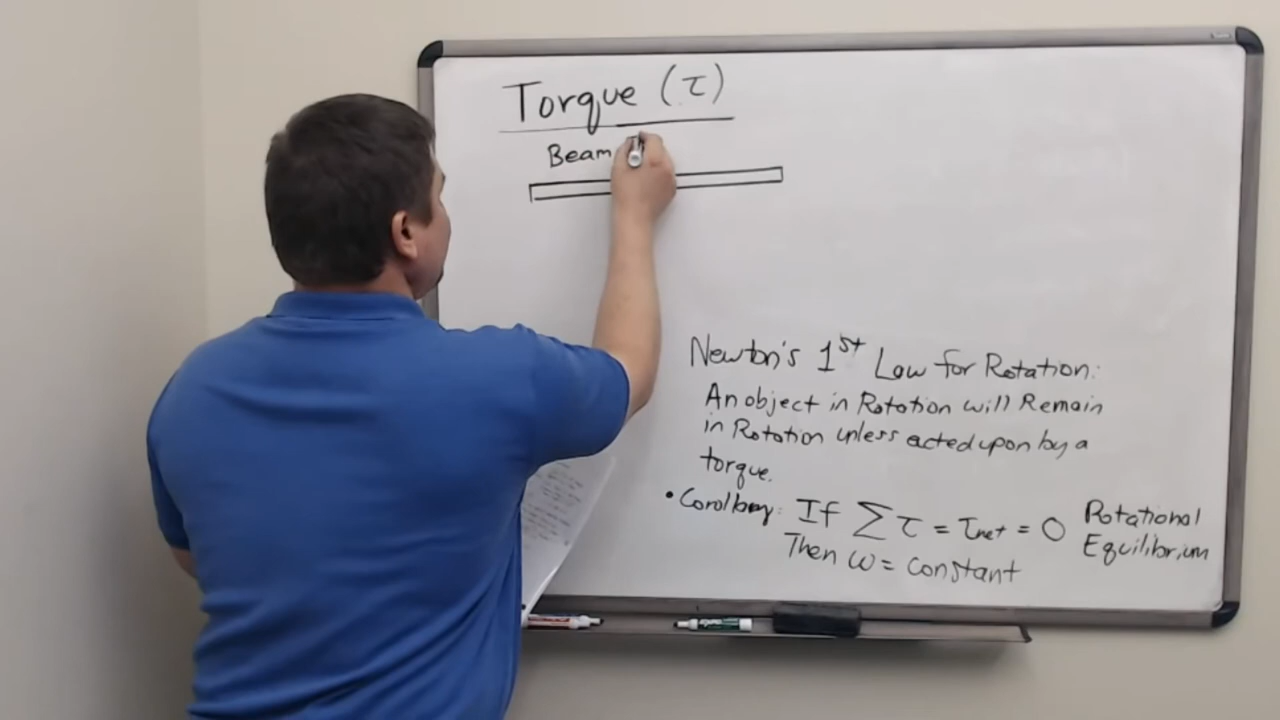 Torque (τ)
Beam
Newton's 1st Law for Rotation:
An object in Rotation will Remain
in Rotation unless acted upon by a
torque.
• Corollary: If Σ τ = τnet = 0 Rotational Equilibrium
Then ω = constant